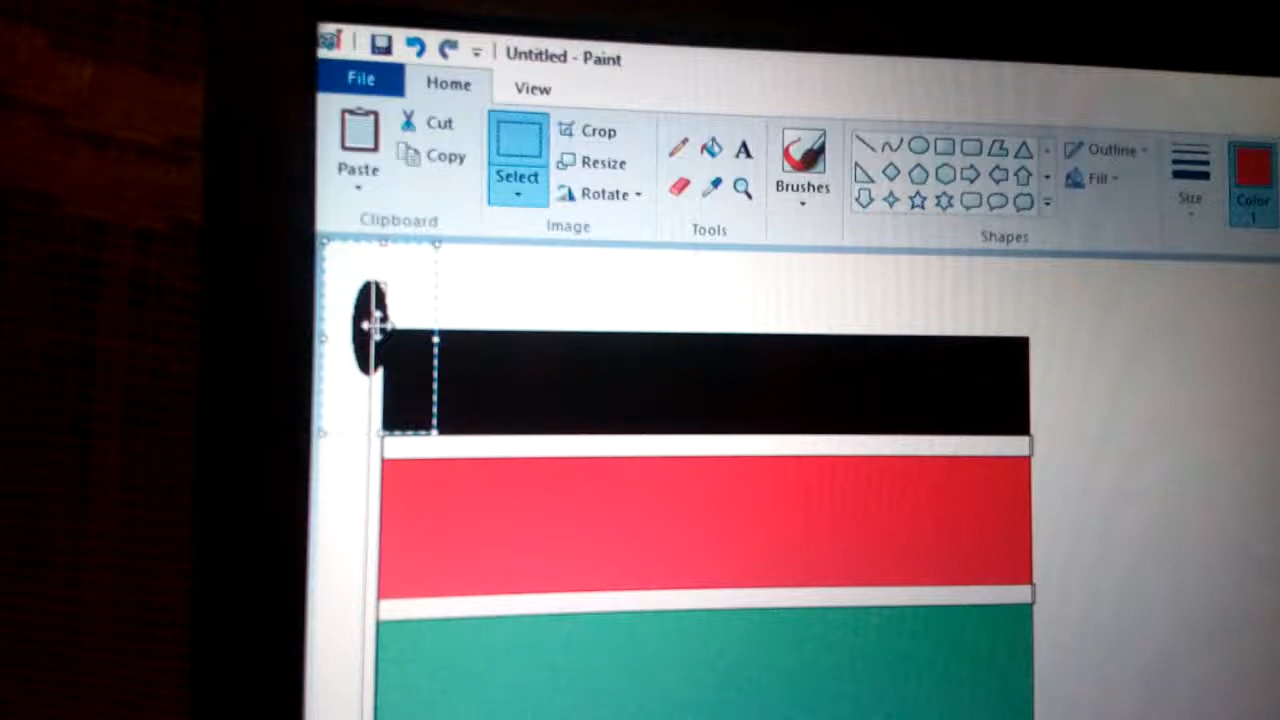 Untitled - Paint
File
Home
View
Paste
Cut
Copy
Clipboard
Select
Crop
Resize
Rotate
Image
A
Tools
Brushes
Outline
Fill
Shapes
Size
Color
1